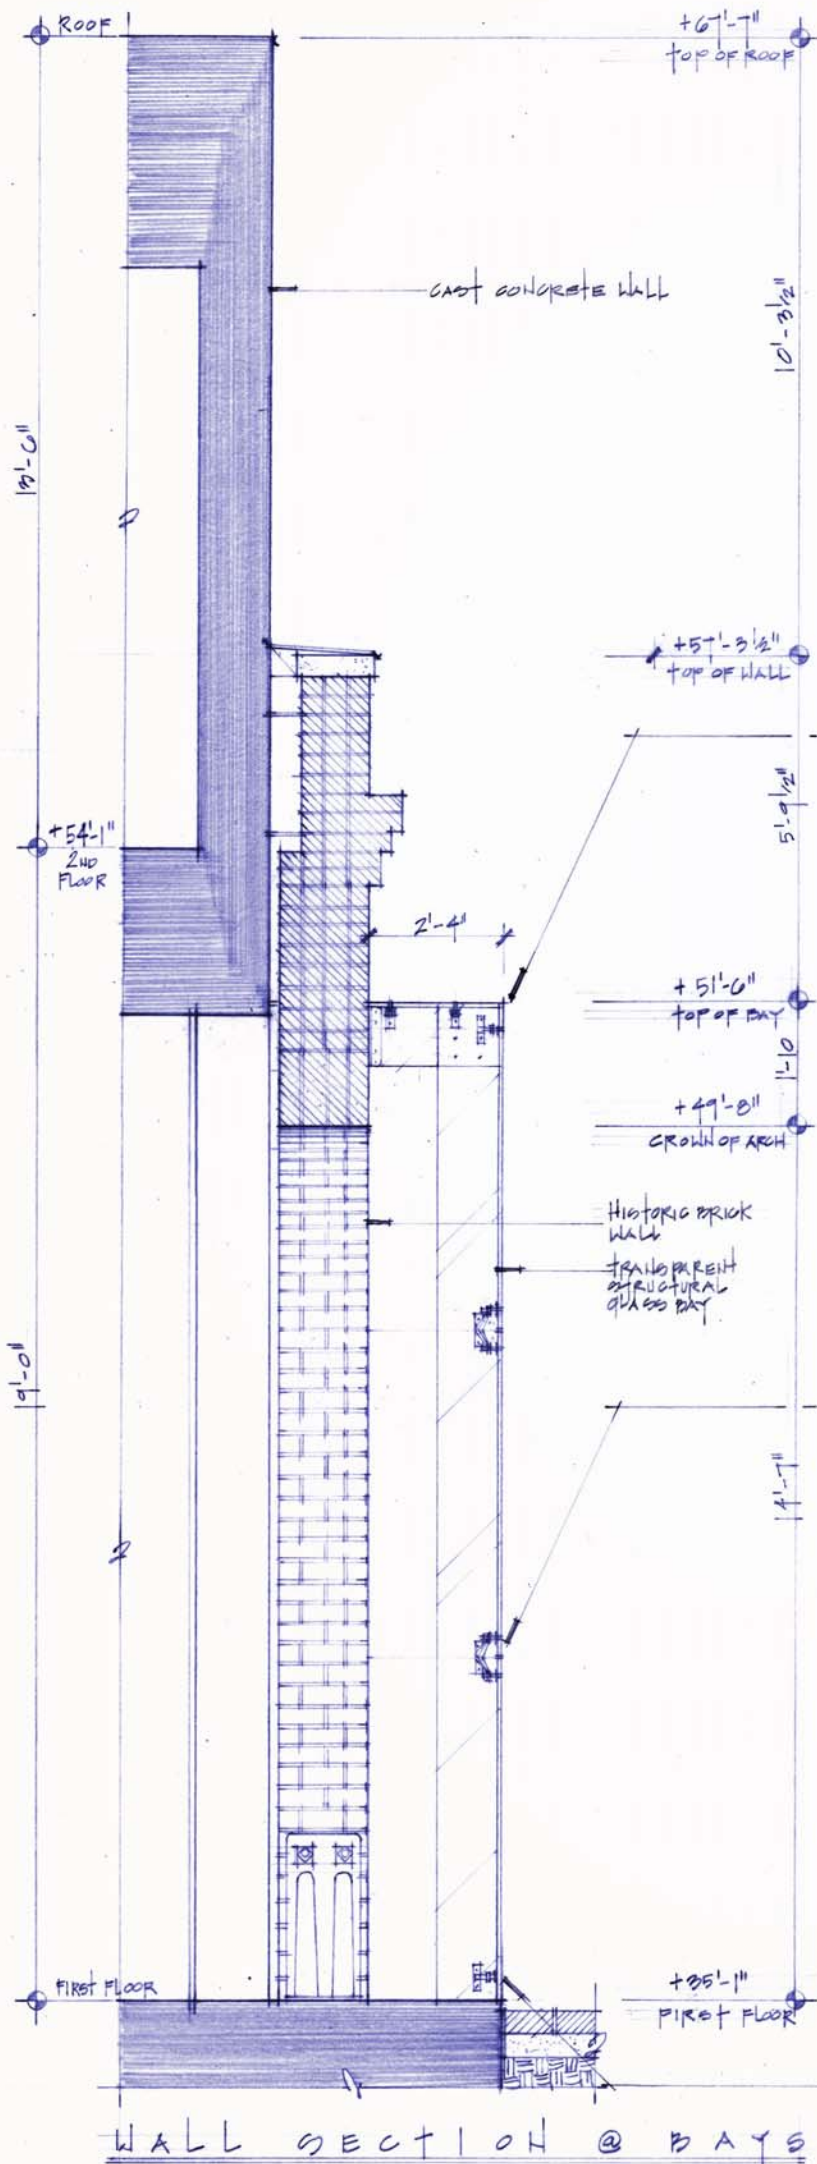 ROOF
+67'-7"
TOP OF ROOF
CAST CONCRETE WALL
10'-3½"
13'-6"
+57'-3½"
TOP OF WALL
5'-9½"
+54'-1"
2ND
FLOOR
2'-4"
+51'-6"
TOP OF BAY
1'-10
+49'-8"
CROWN OF ARCH
HISTORIC BRICK
WALL
TRANSPARENT
STRUCTURAL
GLASS BAY
19'-0"
14'-7"
FIRST FLOOR
+35'-1"
FIRST FLOOR
WALL SECTION @ BAYS